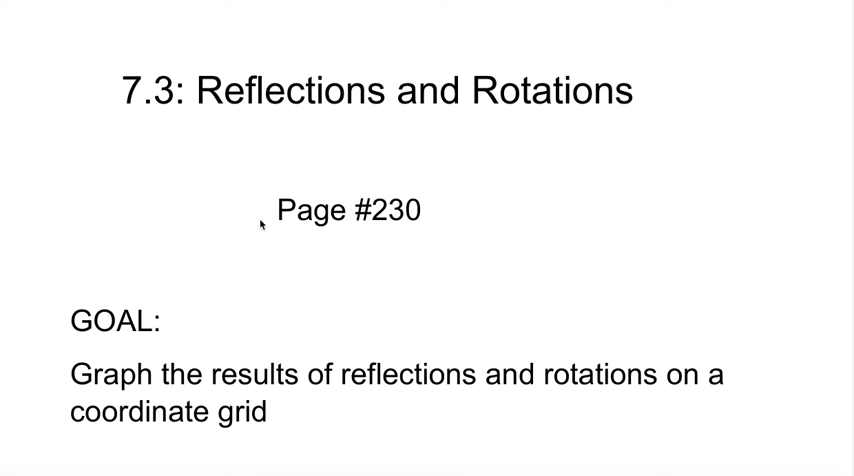 7.3: Reflections and Rotations
Page #230
GOAL:
Graph the results of reflections and rotations on a
coordinate grid